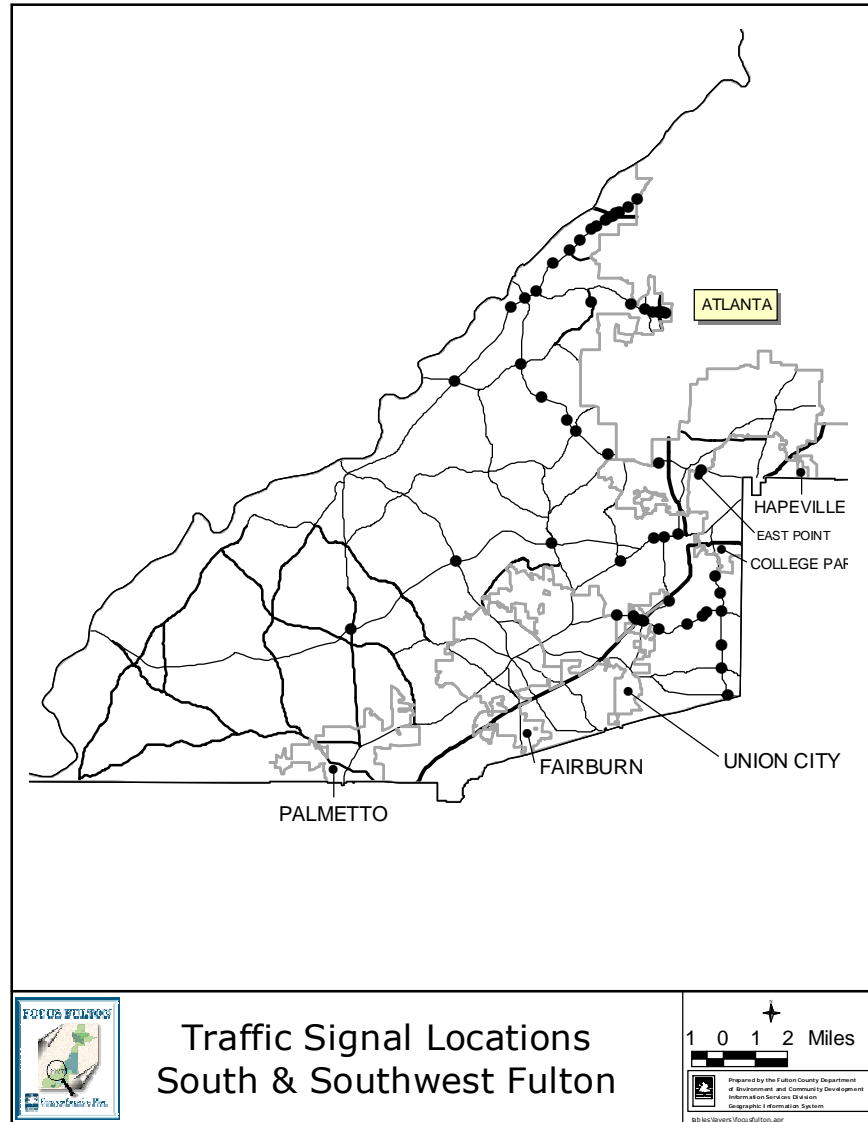 ATLANTA
HAPEVILLE
EAST POINT
COLLEGE PAR
UNION CITY
FAIRBURN
PALMETTO
FOCUS FULTON
Traffic Signal Locations
South & Southwest Fulton
1 0 1 2 Miles
Prepared by the Fulton County Department
of Environment and Community Development
Information Services Division
Geographic Information System